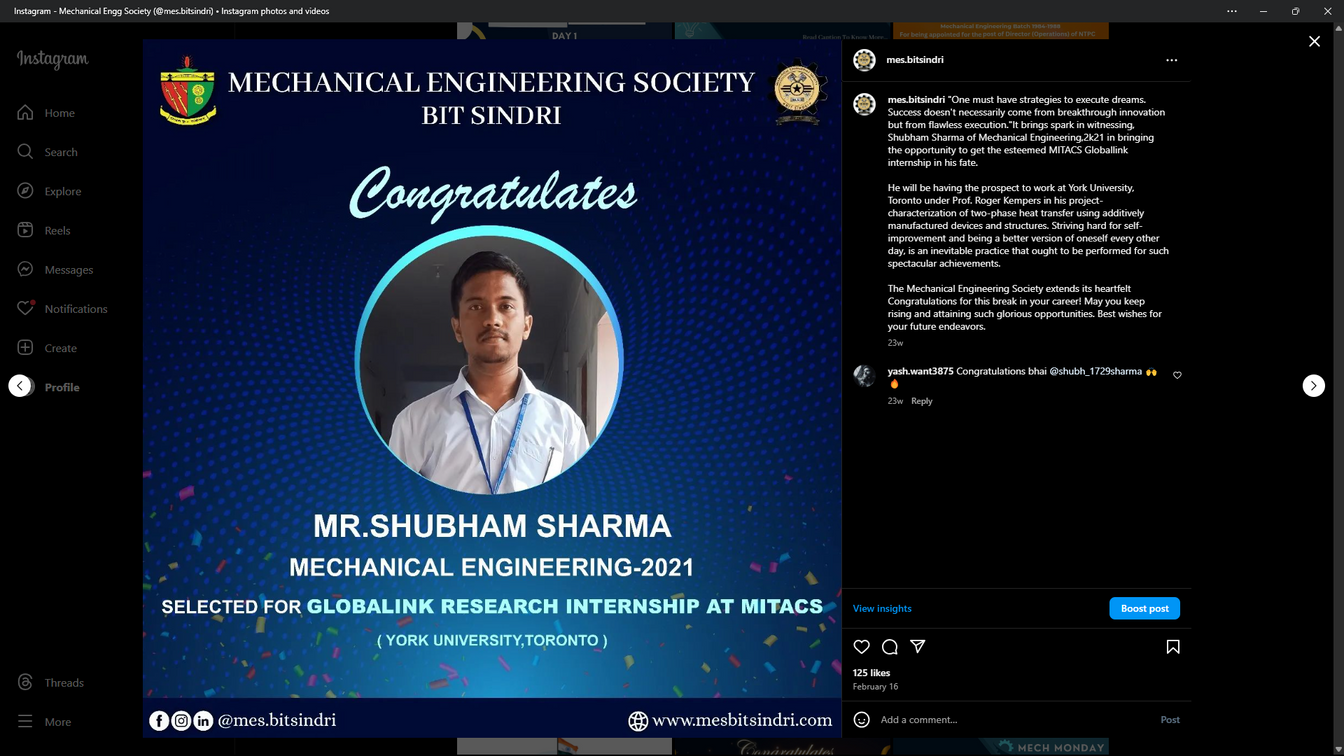 Instagram - Mechanical Engg Society (@mes.bitsindri) • Instagram photos and videos
DAY 1
Read Caption To Know More..
Mechanical Engineering Batch 1984-1988
For being appointed for the post of Director (Operations) of NTPC
Instagram
Home
Search
Explore
Reels
Messages
Notifications
Create
Profile
Threads
More
MECHANICAL ENGINEERING SOCIETY
BIT SINDRI
Congratulates
MR.SHUBHAM SHARMA
MECHANICAL ENGINEERING-2021
SELECTED FOR GLOBALINK RESEARCH INTERNSHIP AT MITACS
( YORK UNIVERSITY,TORONTO )
@mes.bitsindri
www.mesbitsindri.com
mes.bitsindri
mes.bitsindri "One must have strategies to execute dreams.
Success doesn't necessarily come from breakthrough innovation
but from flawless execution."It brings spark in witnessing,
Shubham Sharma of Mechanical Engineering,2k21 in bringing
the opportunity to get the esteemed MITACS Globallink
internship in his fate.
He will be having the prospect to work at York University,
Toronto under Prof. Roger Kempers in his project-
characterization of two-phase heat transfer using additively
manufactured devices and structures. Striving hard for self-
improvement and being a better version of oneself every other
day, is an inevitable practice that ought to be performed for such
spectacular achievements.
The Mechanical Engineering Society extends its heartfelt
Congratulations for this break in your career! May you keep
rising and attaining such glorious opportunities. Best wishes for
your future endeavors.
23w
yash.want3875 Congratulations bhai @shubh_1729sharma 🙌
🔥
23w Reply
View insights
Boost post
125 likes
February 16
Add a comment...
Post
Congratulates
MECH MONDAY